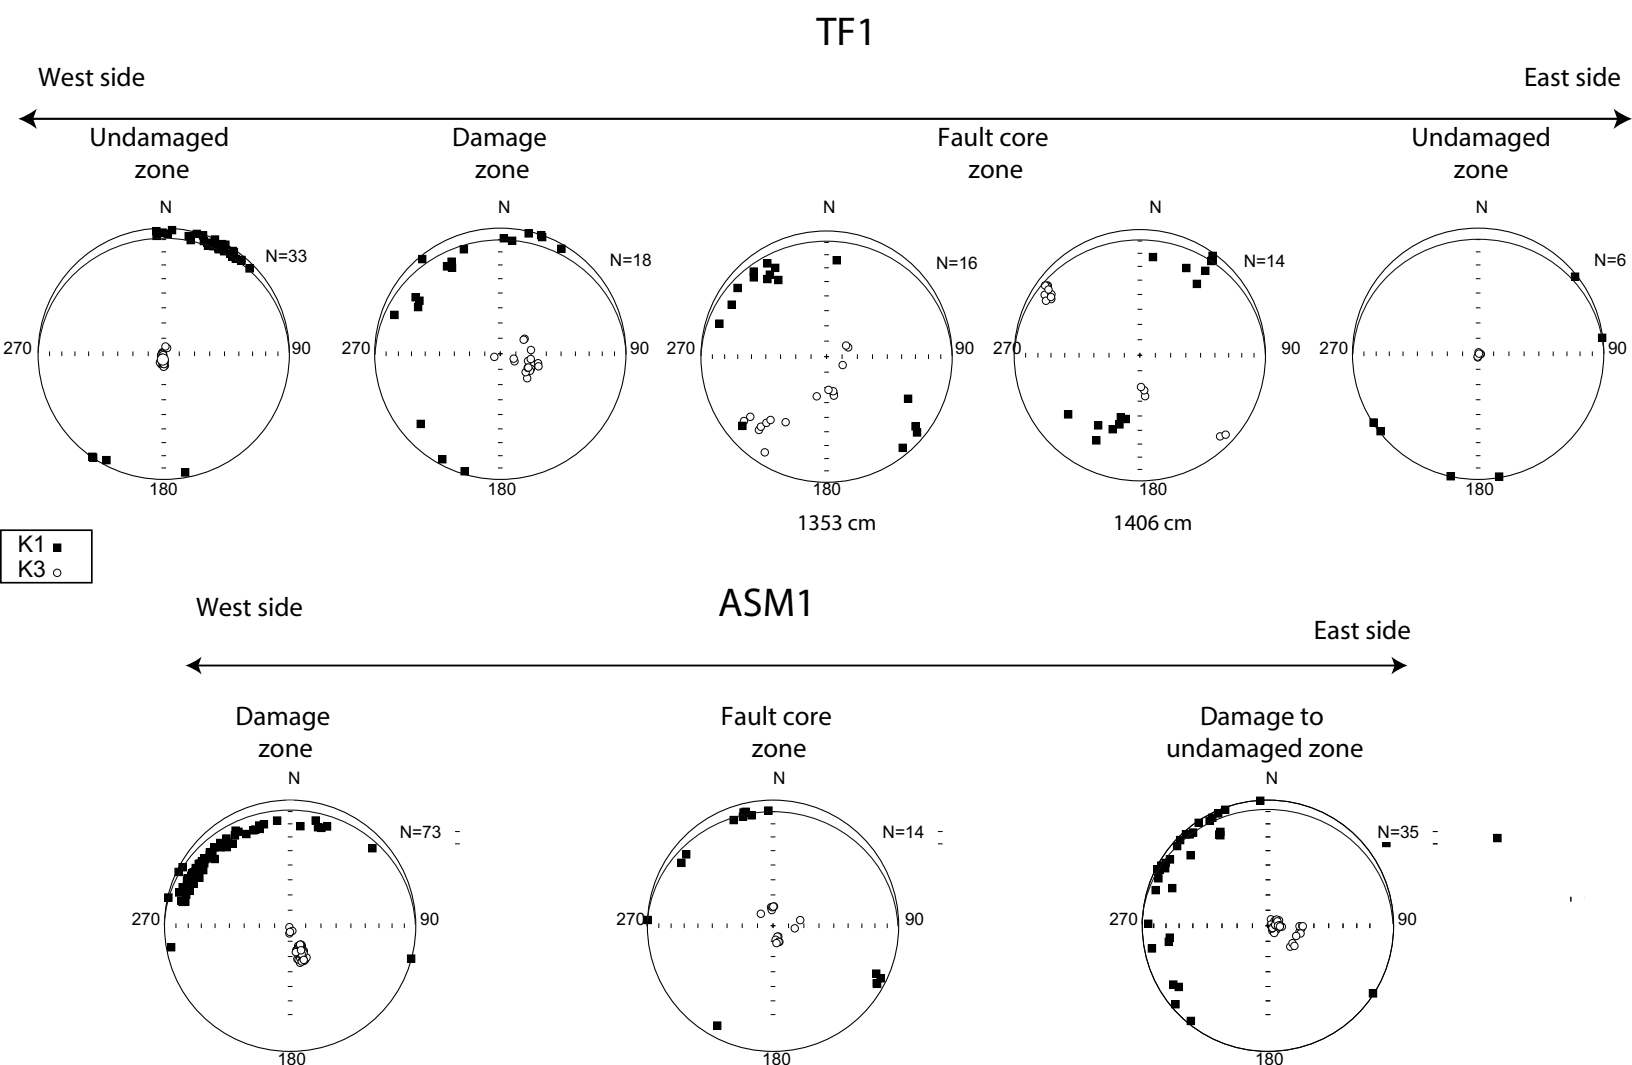 TF1
West side
East side
Undamaged
zone
Damage
zone
Fault core
zone
Undamaged
zone
N
N
N
N
N
N=33
N=18
N=16
N=14
N=6
270
90
270
90
270
90
270
90
270
90
180
180
180
180
180
1353 cm
1406 cm
K1
K3
ASM1
West side
East side
Damage
zone
Fault core
zone
Damage to
undamaged zone
N
N
N
N=73
N=14
N=35
270
90
270
90
270
90
180
180
180